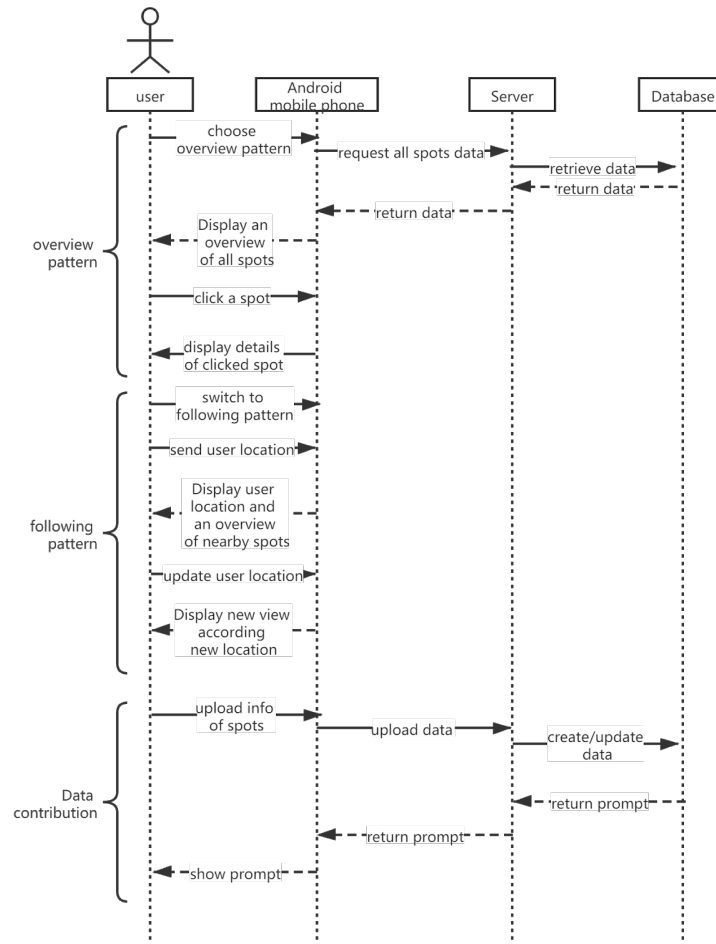 user
Android
mobile phone
Server
Database
choose
overview pattern
request all spots data
retrieve data
return data
return data
Display an
overview
of all spots
overview
pattern
click a spot
display details
of clicked spot
switch to
following pattern
send user location
Display user
location and
an overview
of nearby spots
following
pattern
update user location
Display new view
according
new location
upload info
of spots
upload data
create/update
data
Data
contribution
return prompt
return prompt
show prompt